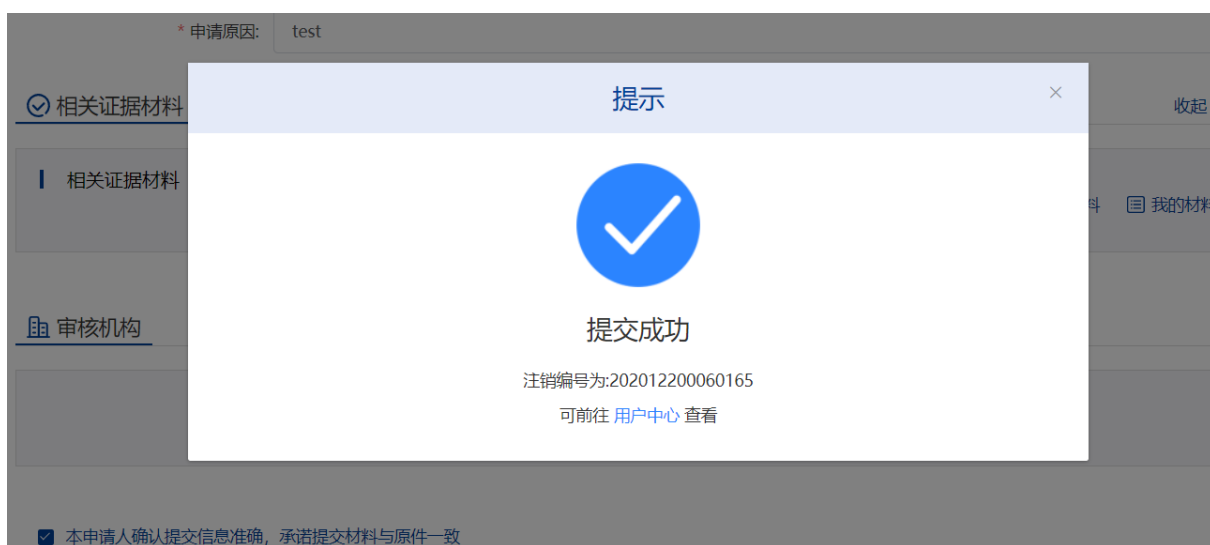 * 申请原因: test
提示
相关证据材料
收起
相关证据材料
料 我的材料
提交成功
审核机构
注销编号为:202012200060165
可前往 用户中心 查看
本申请人确认提交信息准确，承诺提交材料与原件一致